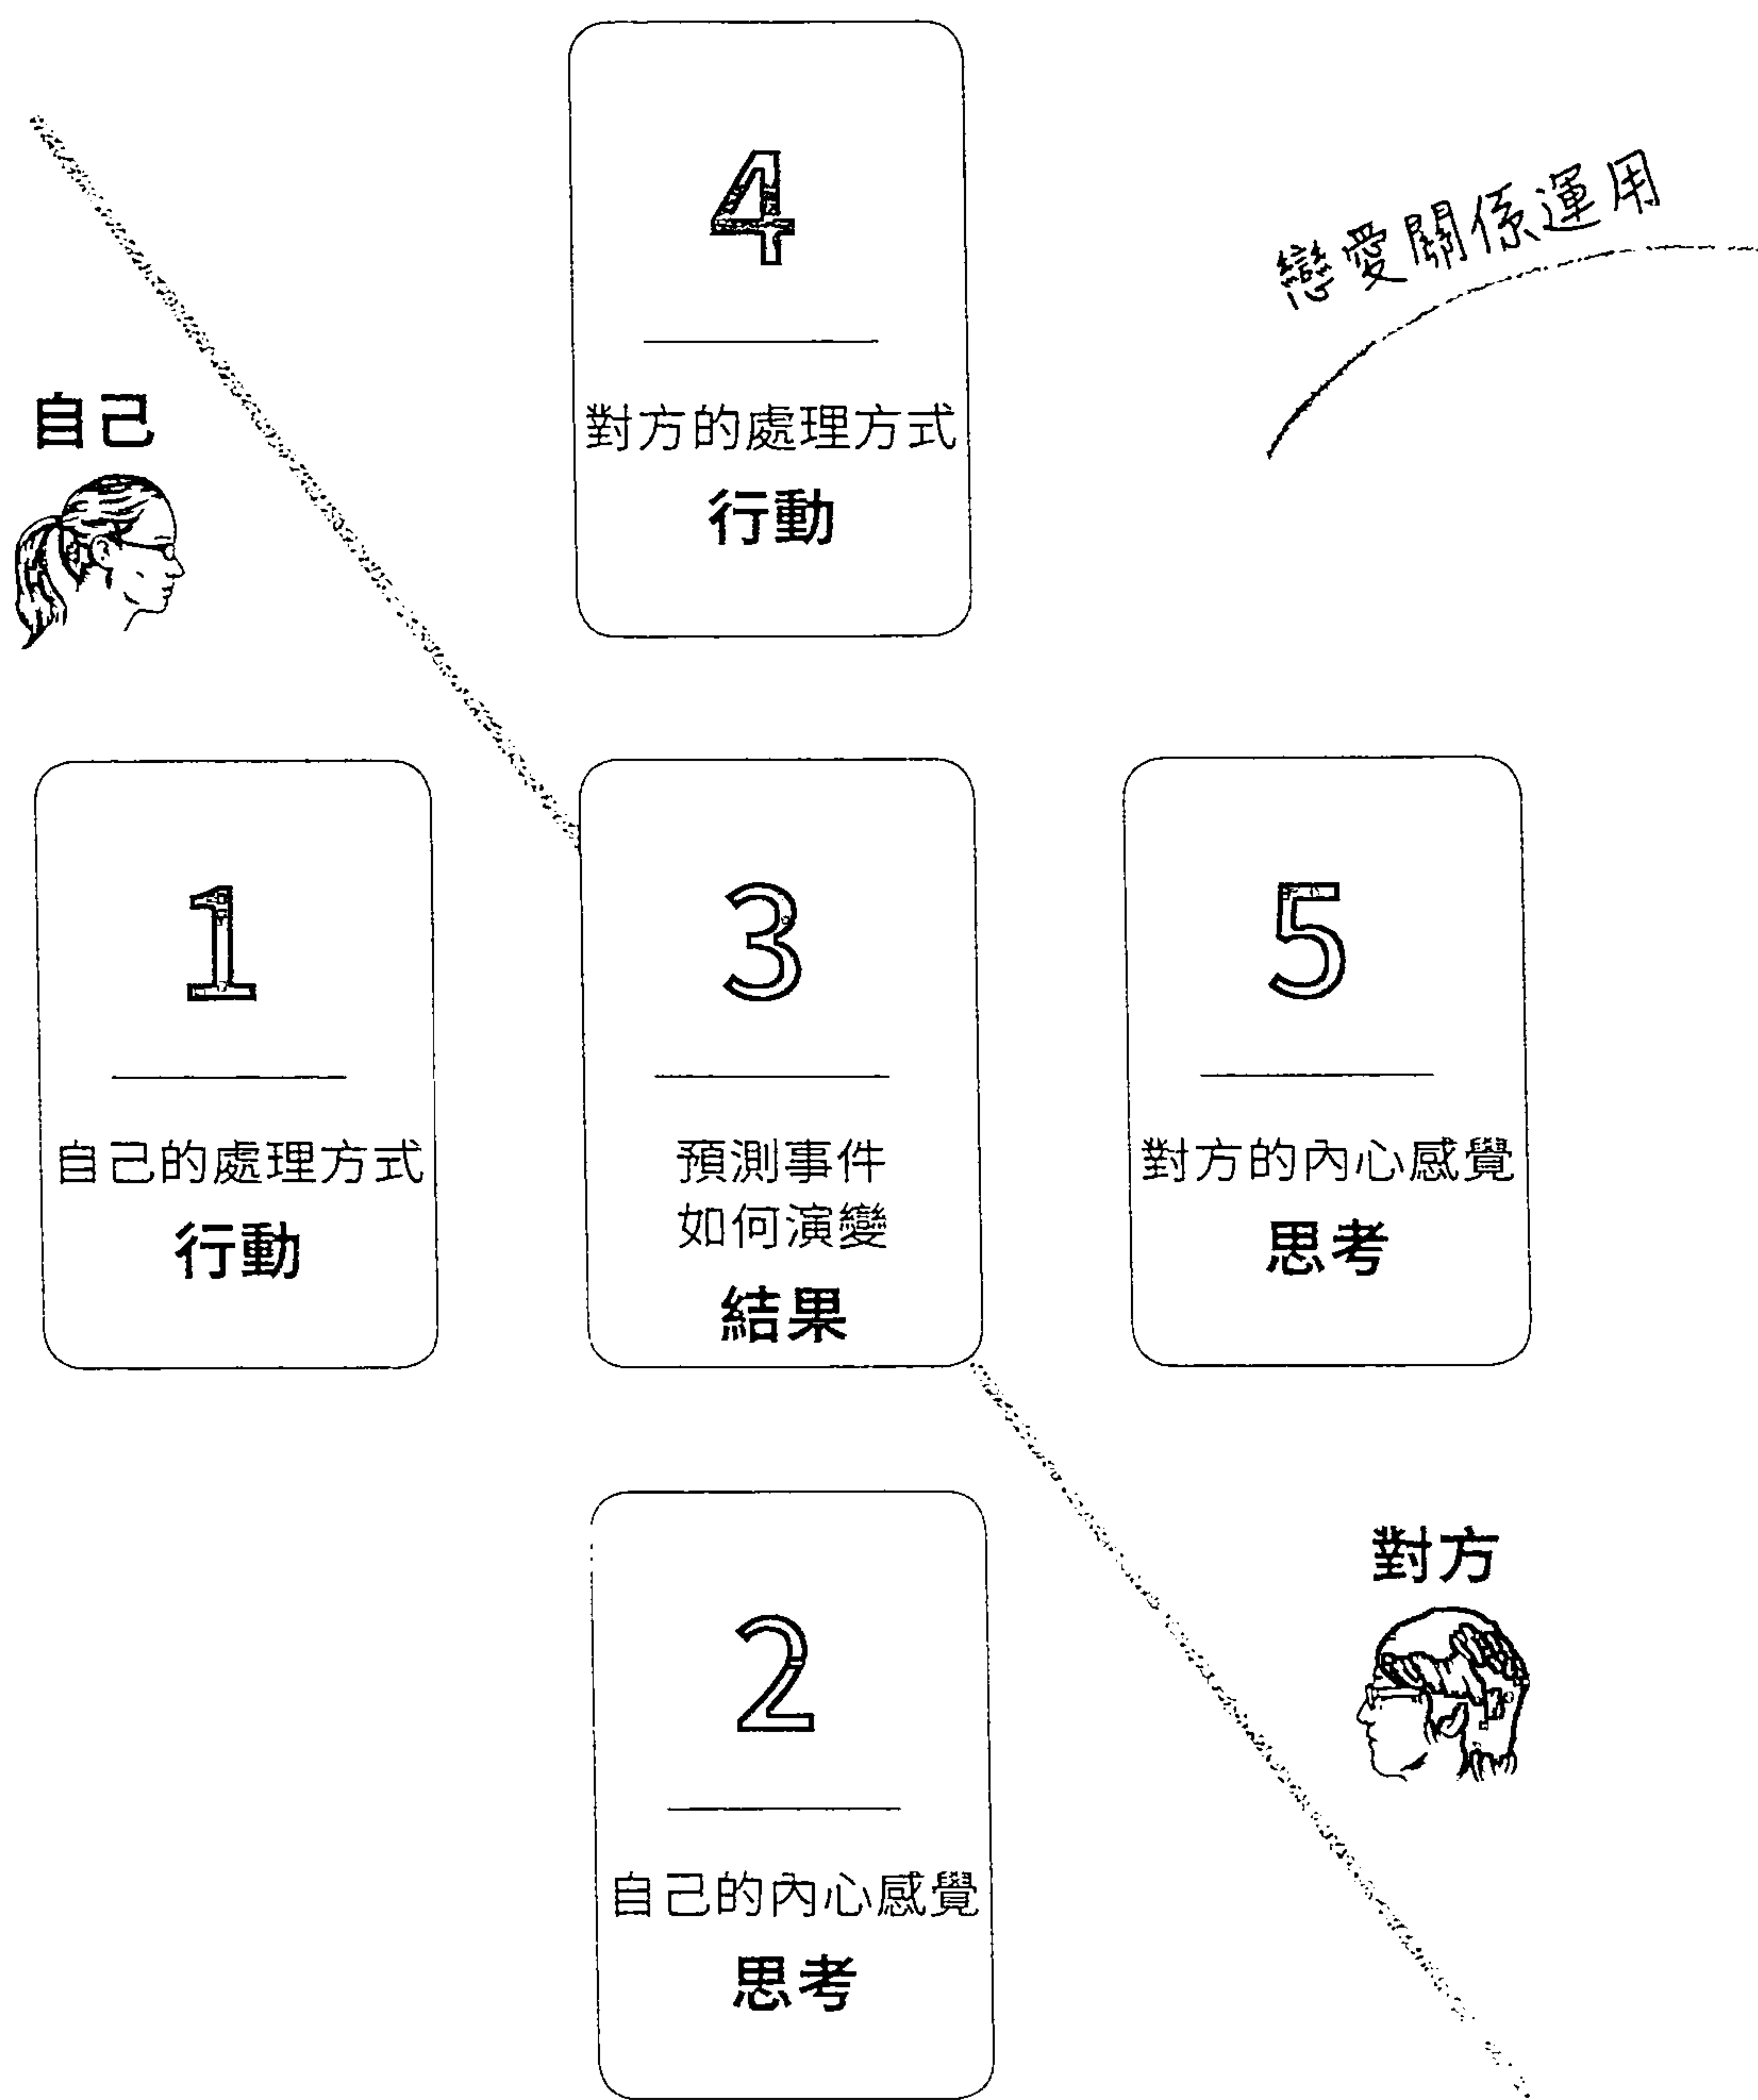 戀愛關係運用
4
對方的處理方式
行動
自己
1
自己的處理方式
行動
3
預測事件
如何演變
結果
5
對方的內心感覺
思考
2
自己的內心感覺
思考
對方